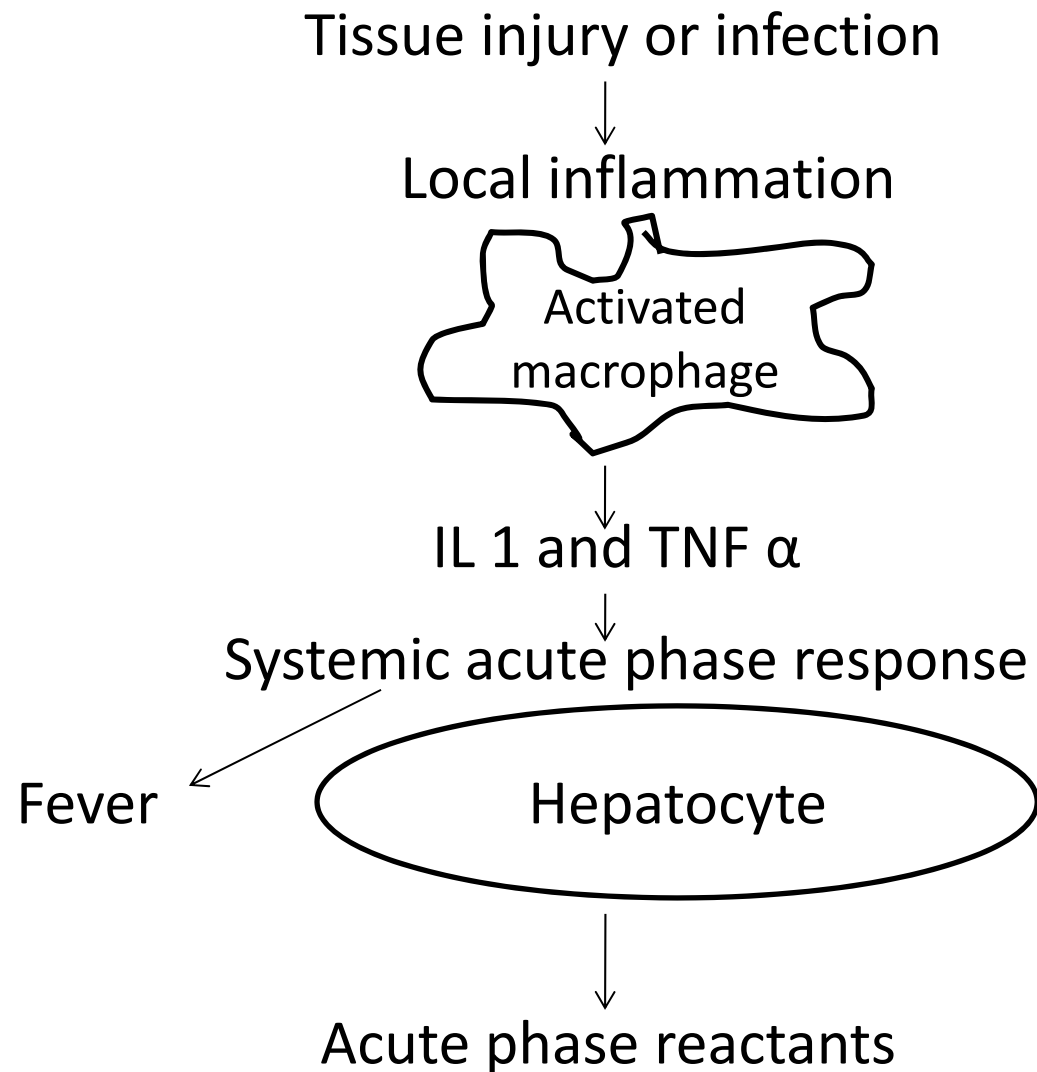 Tissue injury or infection
Local inflammation
Activated
macrophage
IL 1 and TNF α
Systemic acute phase response
Fever
Hepatocyte
Acute phase reactants